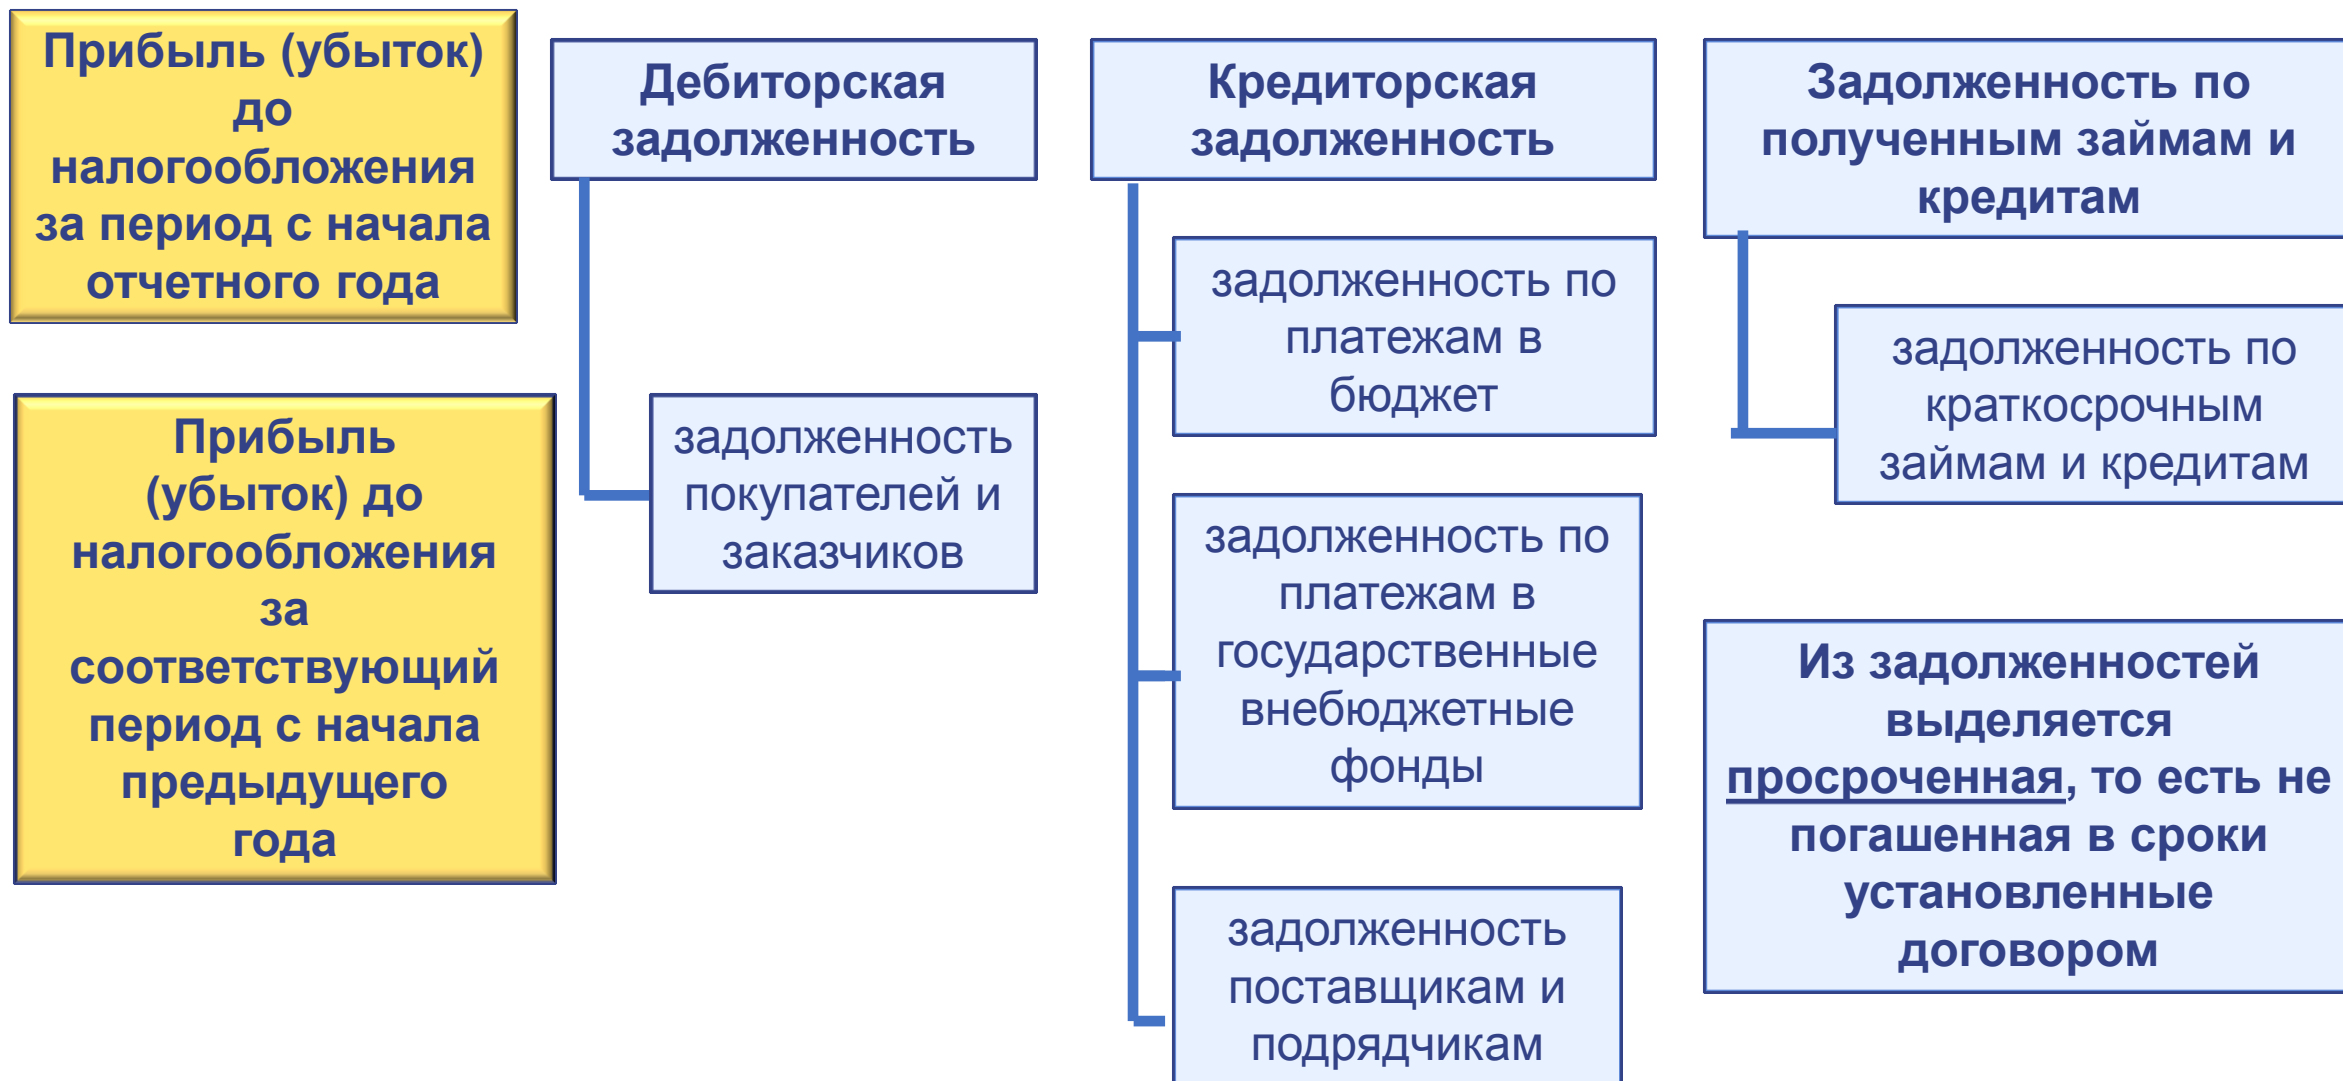 Прибыль (убыток)
до
налогообложения
за период с начала
отчетного года
Прибыль
(убыток) до
налогообложения
за
соответствующий
период с начала
предыдущего
года
Дебиторская
задолженность
задолженность
покупателей и
заказчиков
Кредиторская
задолженность
задолженность по
платежам в
бюджет
задолженность по
платежам в
государственные
внебюджетные
фонды
задолженность
поставщикам и
подрядчикам
Задолженность по
полученным займам и
кредитам
задолженность по
краткосрочным
займам и кредитам
Из задолженностей
выделяется
просроченная, то есть не
погашенная в сроки
установленные
договором